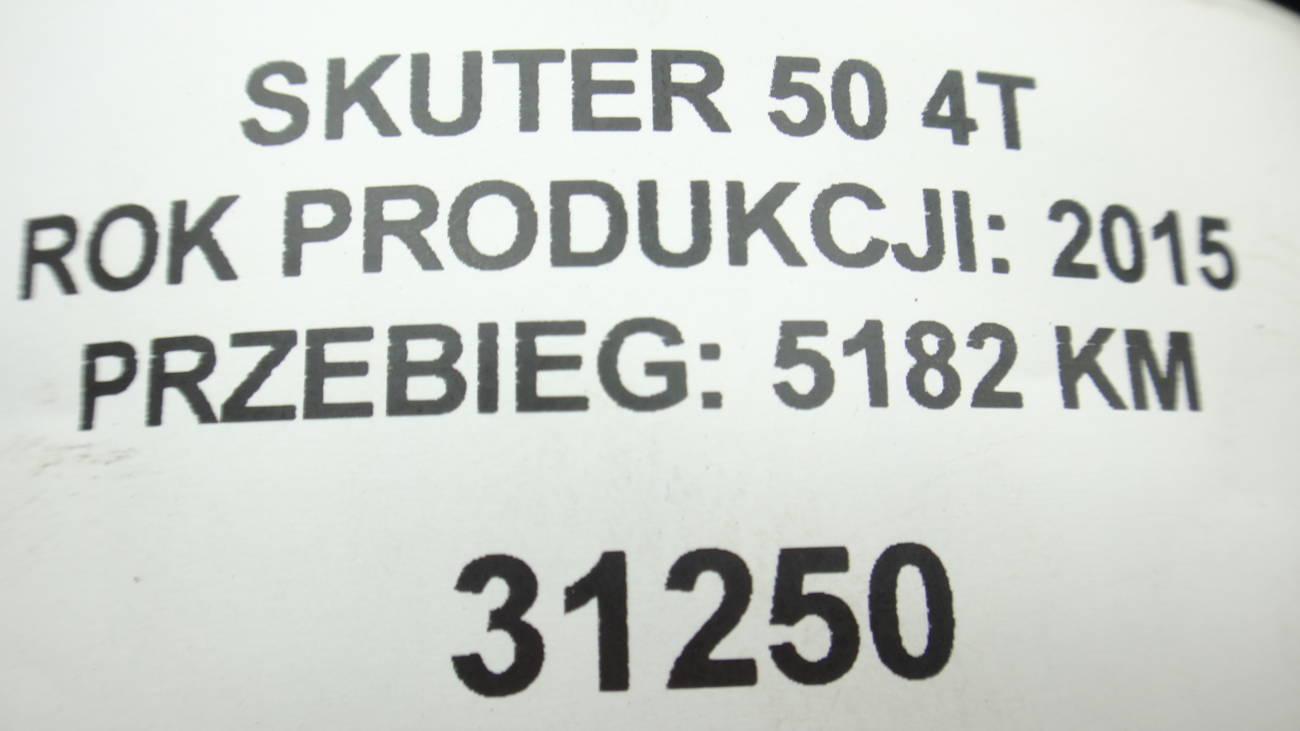 SKUTER 50 4T
ROK PRODUKCJI: 2015
PRZEBIEG: 5182 KM
31250